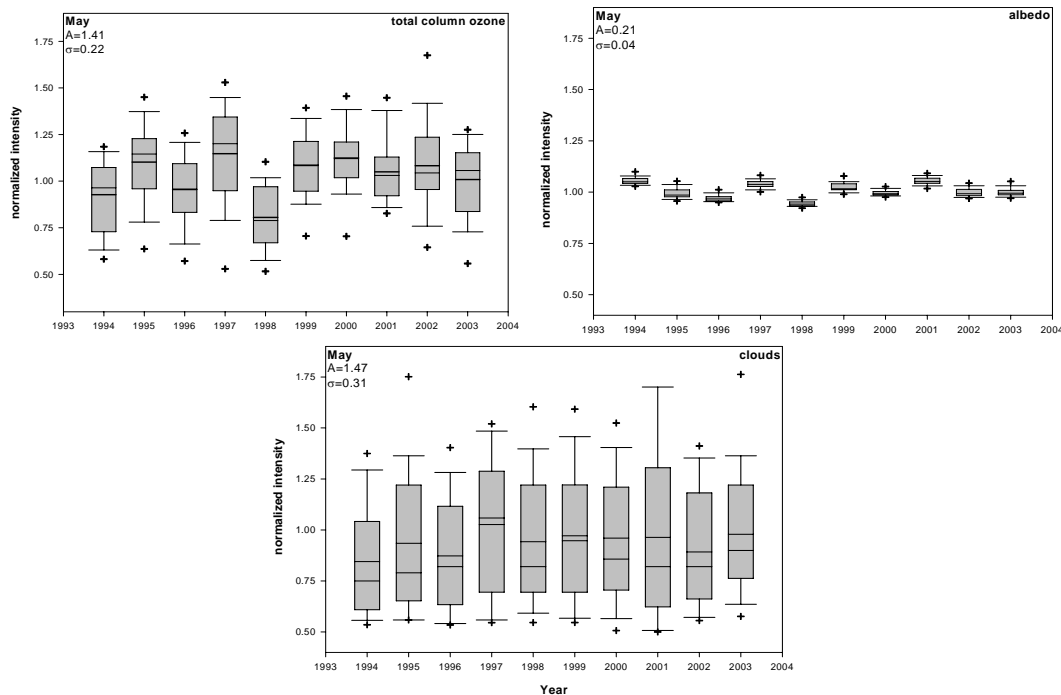 May total column ozone
A=1.41
σ=0.22
normalized intensity
1.75
1.50
1.25
1.00
0.75
0.50
1993 1994 1995 1996 1997 1998 1999 2000 2001 2002 2003 2004
May albedo
A=0.21
σ=0.04
normalized intensity
1.75
1.50
1.25
1.00
0.75
0.50
1993 1994 1995 1996 1997 1998 1999 2000 2001 2002 2003 2004
May clouds
A=1.47
σ=0.31
normalized intensity
1.75
1.50
1.25
1.00
0.75
0.50
1993 1994 1995 1996 1997 1998 1999 2000 2001 2002 2003 2004
Year